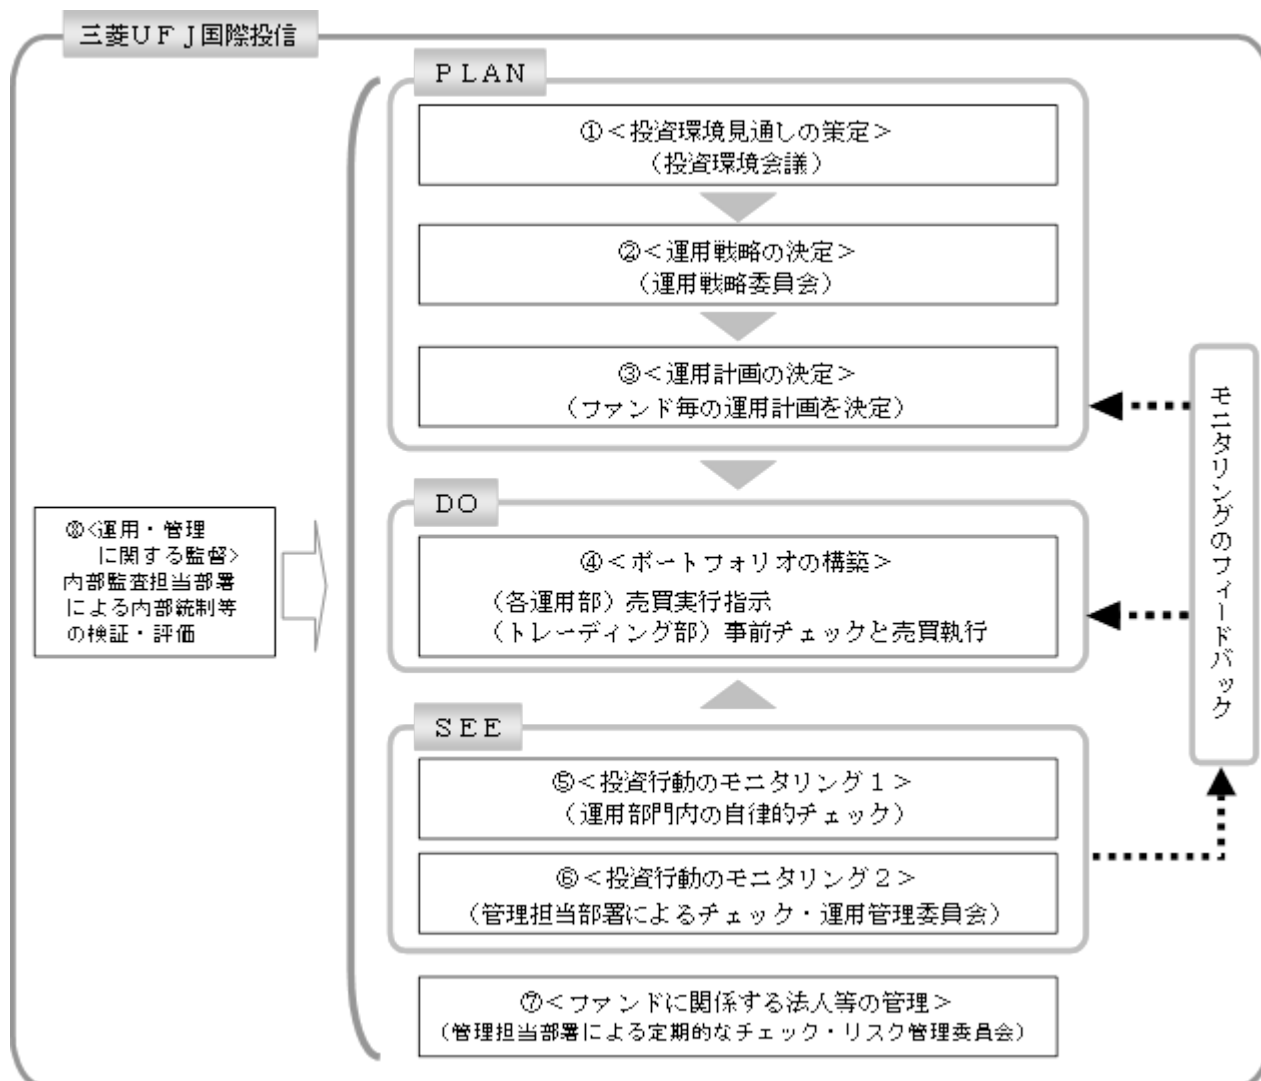 三菱ＵＦＪ国際投信
ＰＬＡＮ
①＜投資環境見通しの策定＞
（投資環境会議）
②＜運用戦略の決定＞
（運用戦略委員会）
③＜運用計画の決定＞
（ファンド毎の運用計画を決定）
ＤＯ
④＜ポートフォリオの構築＞
（各運用部）売買実行指示
（トレーディング部）事前チェックと売買執行
ＳＥＥ
⑤＜投資行動のモニタリング１＞
（運用部門内の自律的チェック）
⑥＜投資行動のモニタリング２＞
（管理担当部署によるチェック・運用管理委員会）
⑦＜ファンドに関係する法人等の管理＞
（管理担当部署による定期的なチェック・リスク管理委員会）
⑧＜運用・管理
に関する監督＞
内部監査担当部署
による内部統制等
の検証・評価
モニタリングのフィードバック